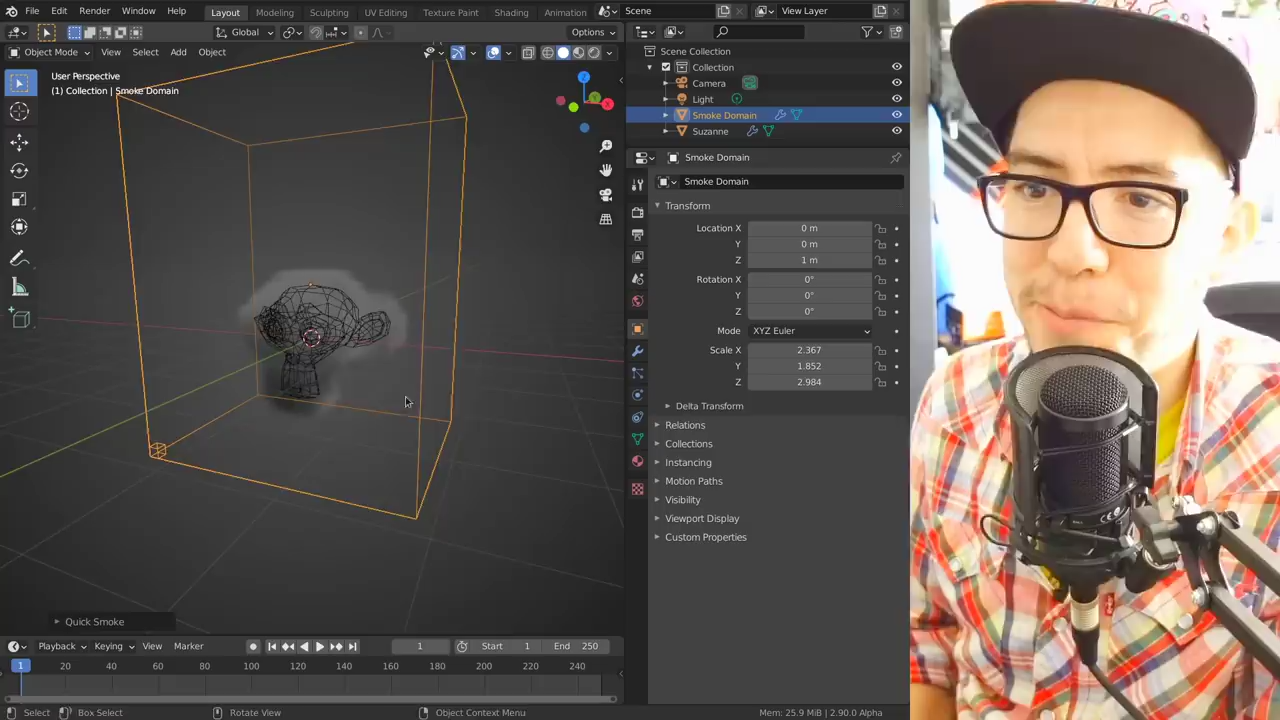 File Edit Render Window Help Layout Modeling Sculpting UV Editing Texture Paint Shading Animation Scene View Layer
Global Options
Object Mode View Select Add Object
User Perspective
(1) Collection | Smoke Domain
Scene Collection
Collection
Camera
Light
Smoke Domain
Suzanne
Smoke Domain
Smoke Domain
Transform
Location X 0 m
Y 0 m
Z 1 m
Rotation X 0°
Y 0°
Z 0°
Mode XYZ Euler
Scale X 2.367
Y 1.852
Z 2.984
Delta Transform
Relations
Collections
Instancing
Motion Paths
Visibility
Viewport Display
Custom Properties
Quick Smoke
Playback Keying View Marker 1 Start 1 End 250
1 20 40 60 80 100 120 140 160 180 200 220 240
Select Box Select Rotate View Object Context Menu Mem: 25.9 MiB | 2.90.0 Alpha